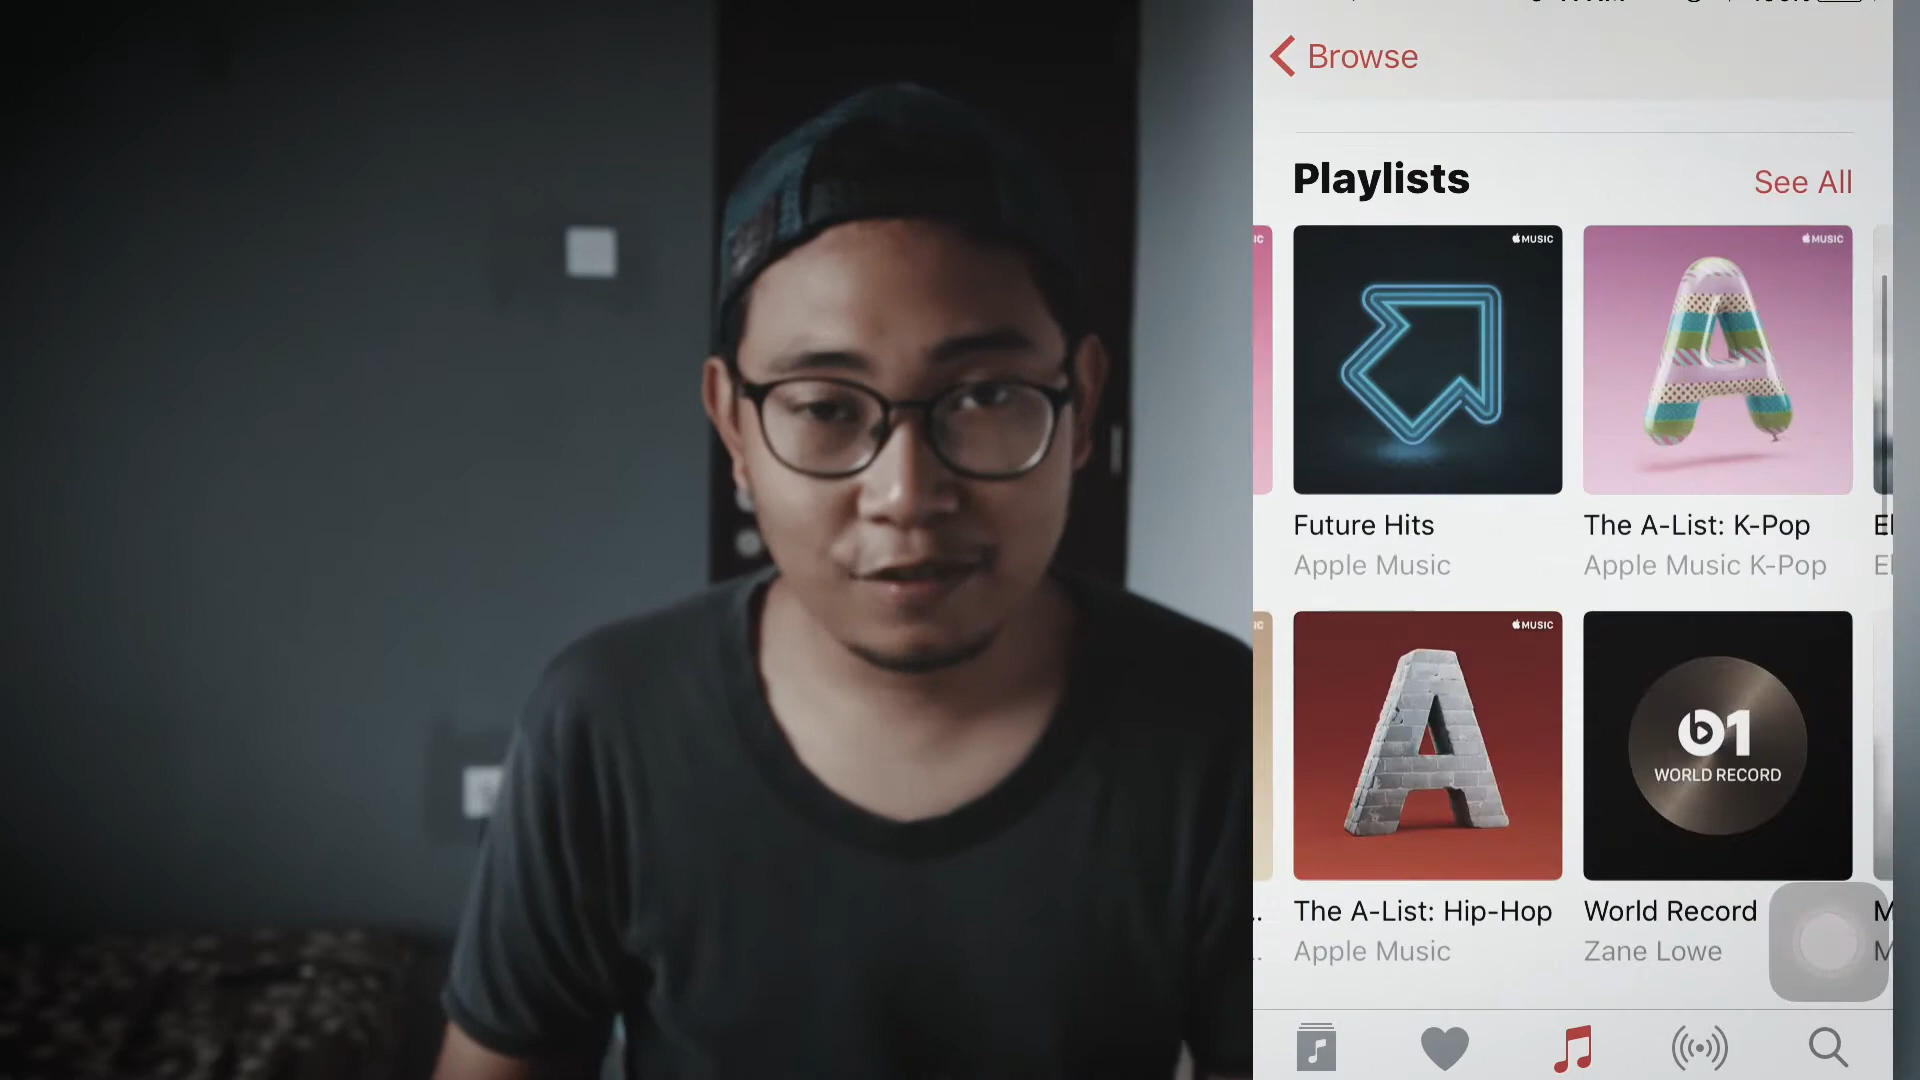 Browse
Playlists
See All
MUSIC
MUSIC
Future Hits
The A-List: K-Pop
Apple Music
Apple Music K-Pop
MUSIC
b1
WORLD RECORD
The A-List: Hip-Hop
World Record
Apple Music
Zane Lowe